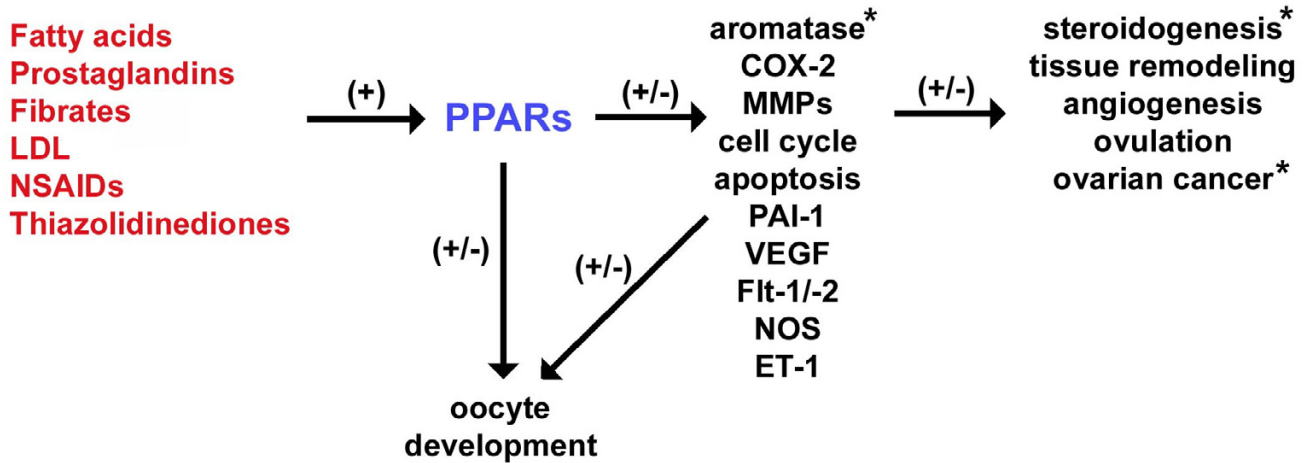 Fatty acids
Prostaglandins
Fibrates
LDL
NSAIDs
Thiazolidinediones
(+)
PPARs
(+/-)
aromatase*
COX-2
MMPs
cell cycle
apoptosis
PAI-1
VEGF
Flt-1/-2
NOS
ET-1
(+/-)
steroidogenesis*
tissue remodeling
angiogenesis
ovulation
ovarian cancer*
(+/-)
(+/-)
oocyte
development